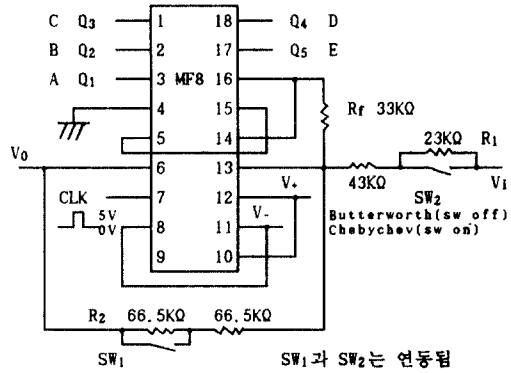 C Q3 1 18 Q4 D
B Q2 2 17 Q5 E
A Q1 3 MF8 16
4 15 Rf 33KΩ
5 14 23KΩ R1
V0 6 13 43KΩ SW2 Vi
CLK 7 12 V+
5V 0V 8 11 V-
9 10
Butterworth(sw off)
Chebychev(sw on)
R2 66.5KΩ 66.5KΩ
SW1 SW1과 SW2는 연동됨